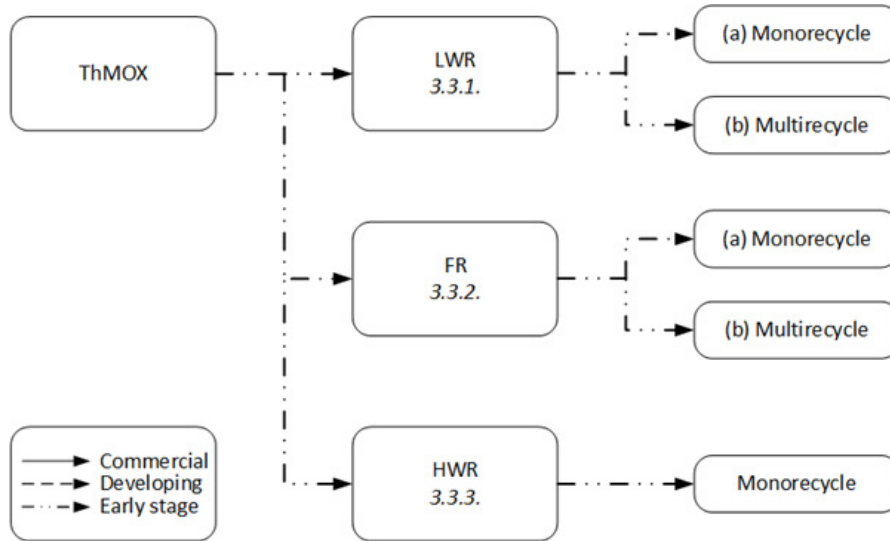 ThMOX
LWR
3.3.1.
(a) Monorecycle
(b) Multirecycle
FR
3.3.2.
(a) Monorecycle
(b) Multirecycle
HWR
3.3.3.
Monorecycle
Commercial
Developing
Early stage